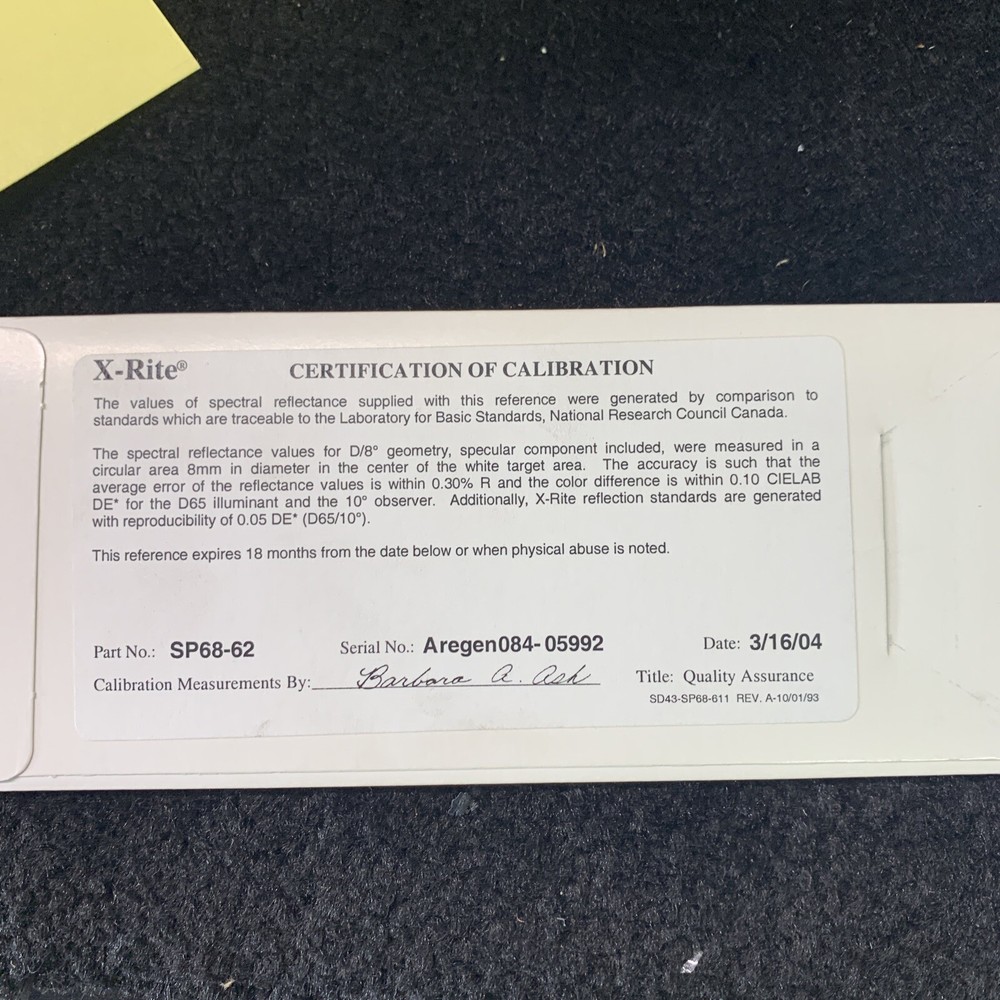 X-Rite® CERTIFICATION OF CALIBRATION
The values of spectral reflectance supplied with this reference were generated by comparison to
standards which are traceable to the Laboratory for Basic Standards, National Research Council Canada.
The spectral reflectance values for D/8° geometry, specular component included, were measured in a
circular area 8mm in diameter in the center of the white target area. The accuracy is such that the
average error of the reflectance values is within 0.30% R and the color difference is within 0.10 CIELAB
DE* for the D65 illuminant and the 10° observer. Additionally, X-Rite reflection standards are generated
with reproducibility of 0.05 DE* (D65/10°).
This reference expires 18 months from the date below or when physical abuse is noted.
Part No.: SP68-62 Serial No.: Aregen084-05992 Date: 3/16/04
Calibration Measurements By: Barbara A. Ash Title: Quality Assurance
SD43-SP68-611 REV. A-10/01/93